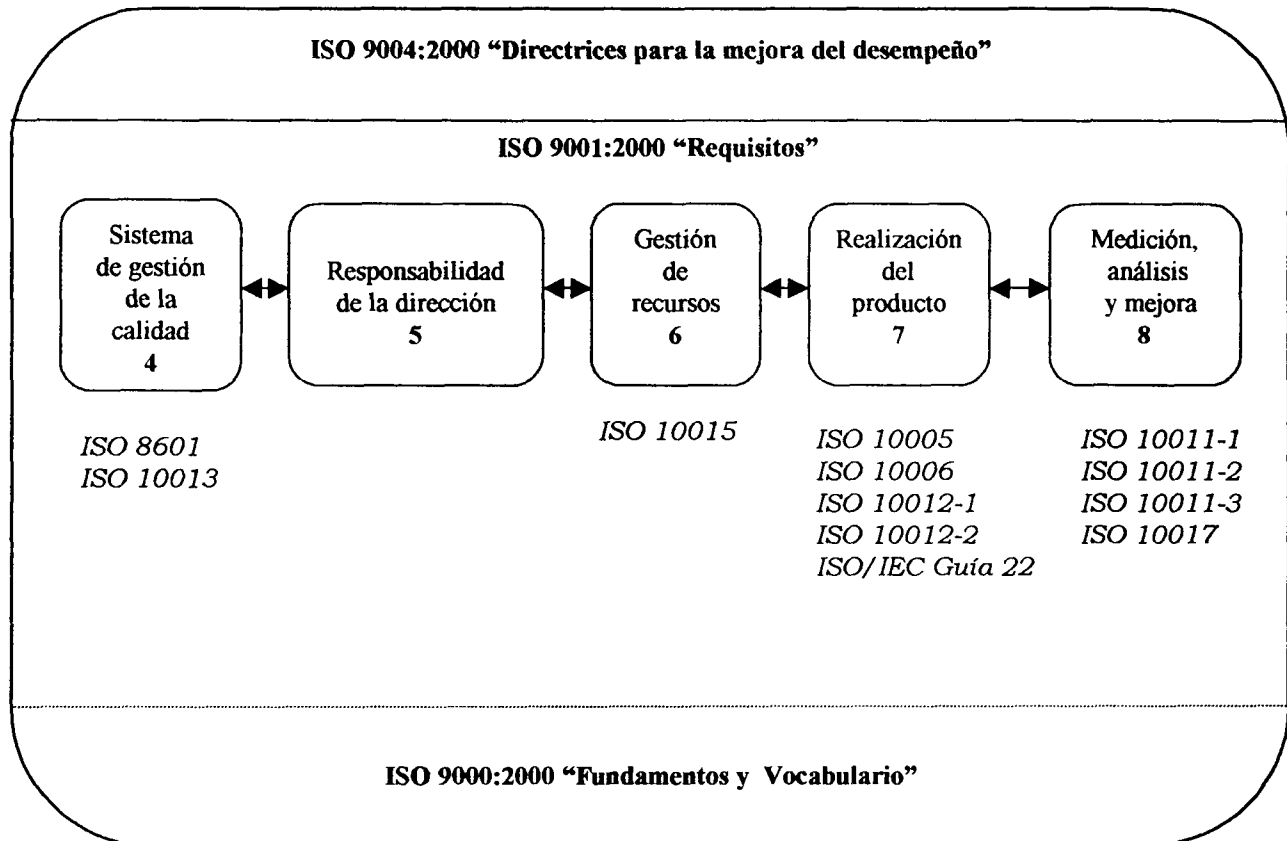 ISO 9004:2000 “Directrices para la mejora del desempeño”
ISO 9001:2000 “Requisitos”
Sistema
de gestión
de la
calidad
4
Responsabilidad
de la dirección
5
Gestión
de
recursos
6
Realización
del
producto
7
Medición,
análisis
y mejora
8
ISO 8601
ISO 10013
ISO 10015
ISO 10005
ISO 10006
ISO 10012-1
ISO 10012-2
ISO/IEC Guía 22
ISO 10011-1
ISO 10011-2
ISO 10011-3
ISO 10017
ISO 9000:2000 “Fundamentos y Vocabulario”